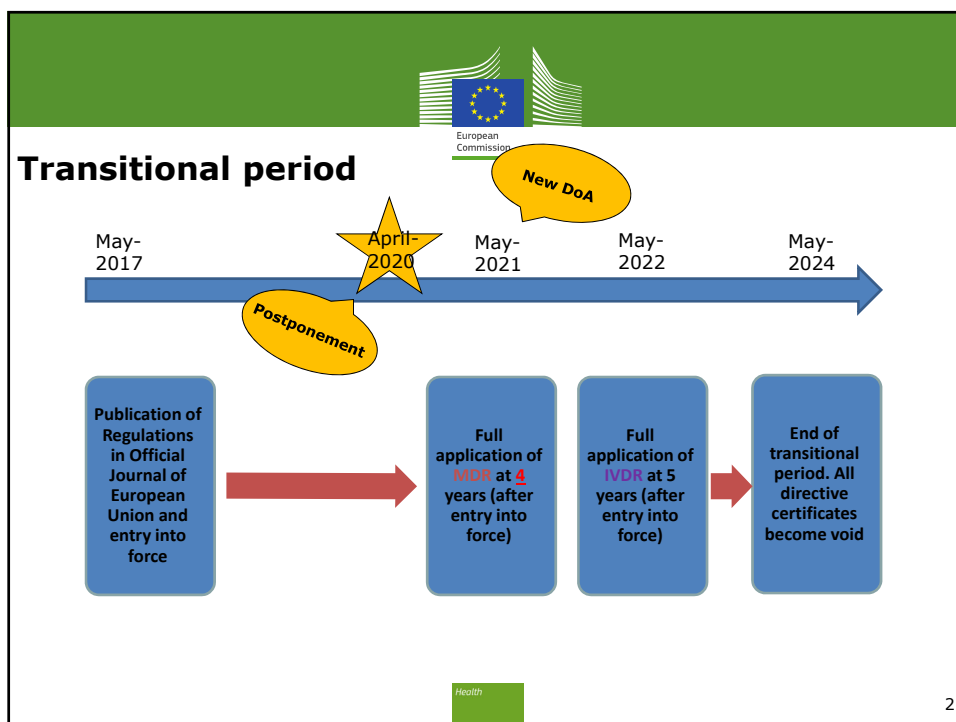 European
Commission
Transitional period
New DoA
May-
2017
April-
2020
May-
2021
May-
2022
May-
2024
Postponement
Publication of
Regulations
in Official
Journal of
European
Union and
entry into
force
Full
application of
MDR at 4
years (after
entry into
force)
Full
application of
IVDR at 5
years (after
entry into
force)
End of
transitional
period. All
directive
certificates
become void
Health
2